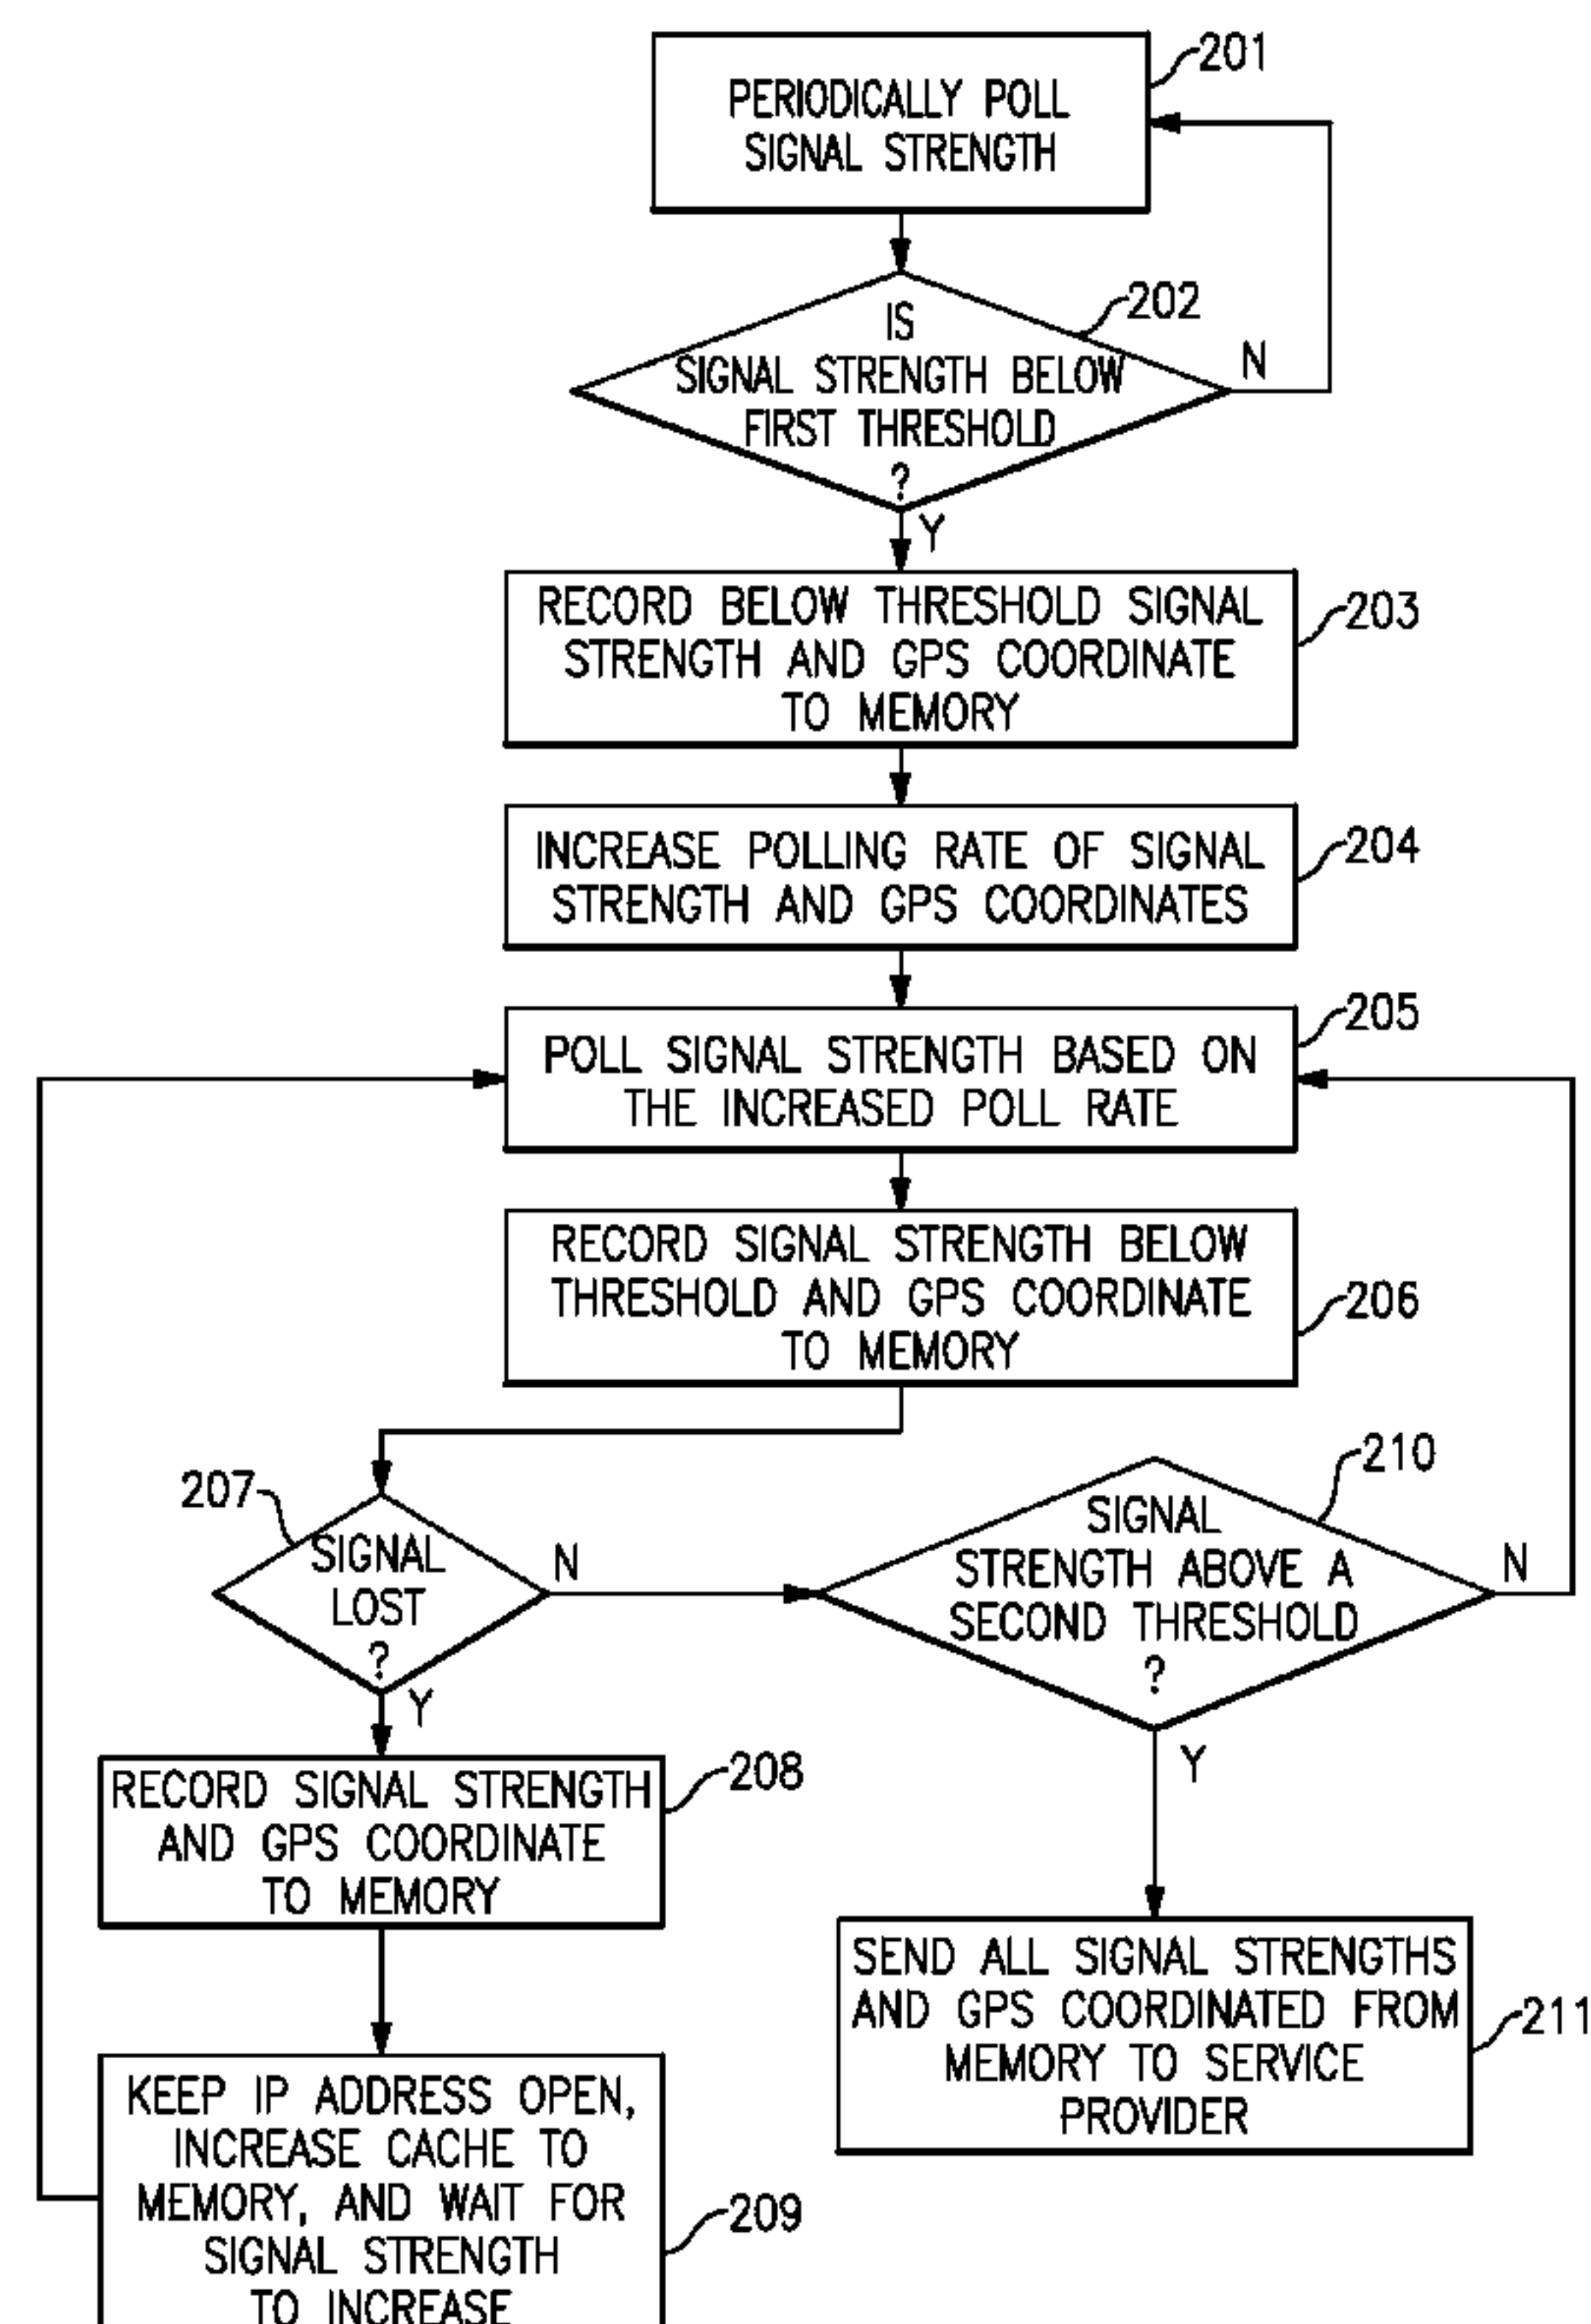 201
PERIODICALLY POLL
SIGNAL STRENGTH
202
IS
SIGNAL STRENGTH BELOW
FIRST THRESHOLD
?
N
Y
RECORD BELOW THRESHOLD SIGNAL
STRENGTH AND GPS COORDINATE
TO MEMORY
203
INCREASE POLLING RATE OF SIGNAL
STRENGTH AND GPS COORDINATES
204
POLL SIGNAL STRENGTH BASED ON
THE INCREASED POLL RATE
205
RECORD SIGNAL STRENGTH BELOW
THRESHOLD AND GPS COORDINATE
TO MEMORY
206
207
SIGNAL
LOST
?
N
Y
210
SIGNAL
STRENGTH ABOVE A
SECOND THRESHOLD
?
N
Y
RECORD SIGNAL STRENGTH
AND GPS COORDINATE
TO MEMORY
208
SEND ALL SIGNAL STRENGTHS
AND GPS COORDINATED FROM
MEMORY TO SERVICE
PROVIDER
211
KEEP IP ADDRESS OPEN,
INCREASE CACHE TO
MEMORY, AND WAIT FOR
SIGNAL STRENGTH
TO INCREASE
209